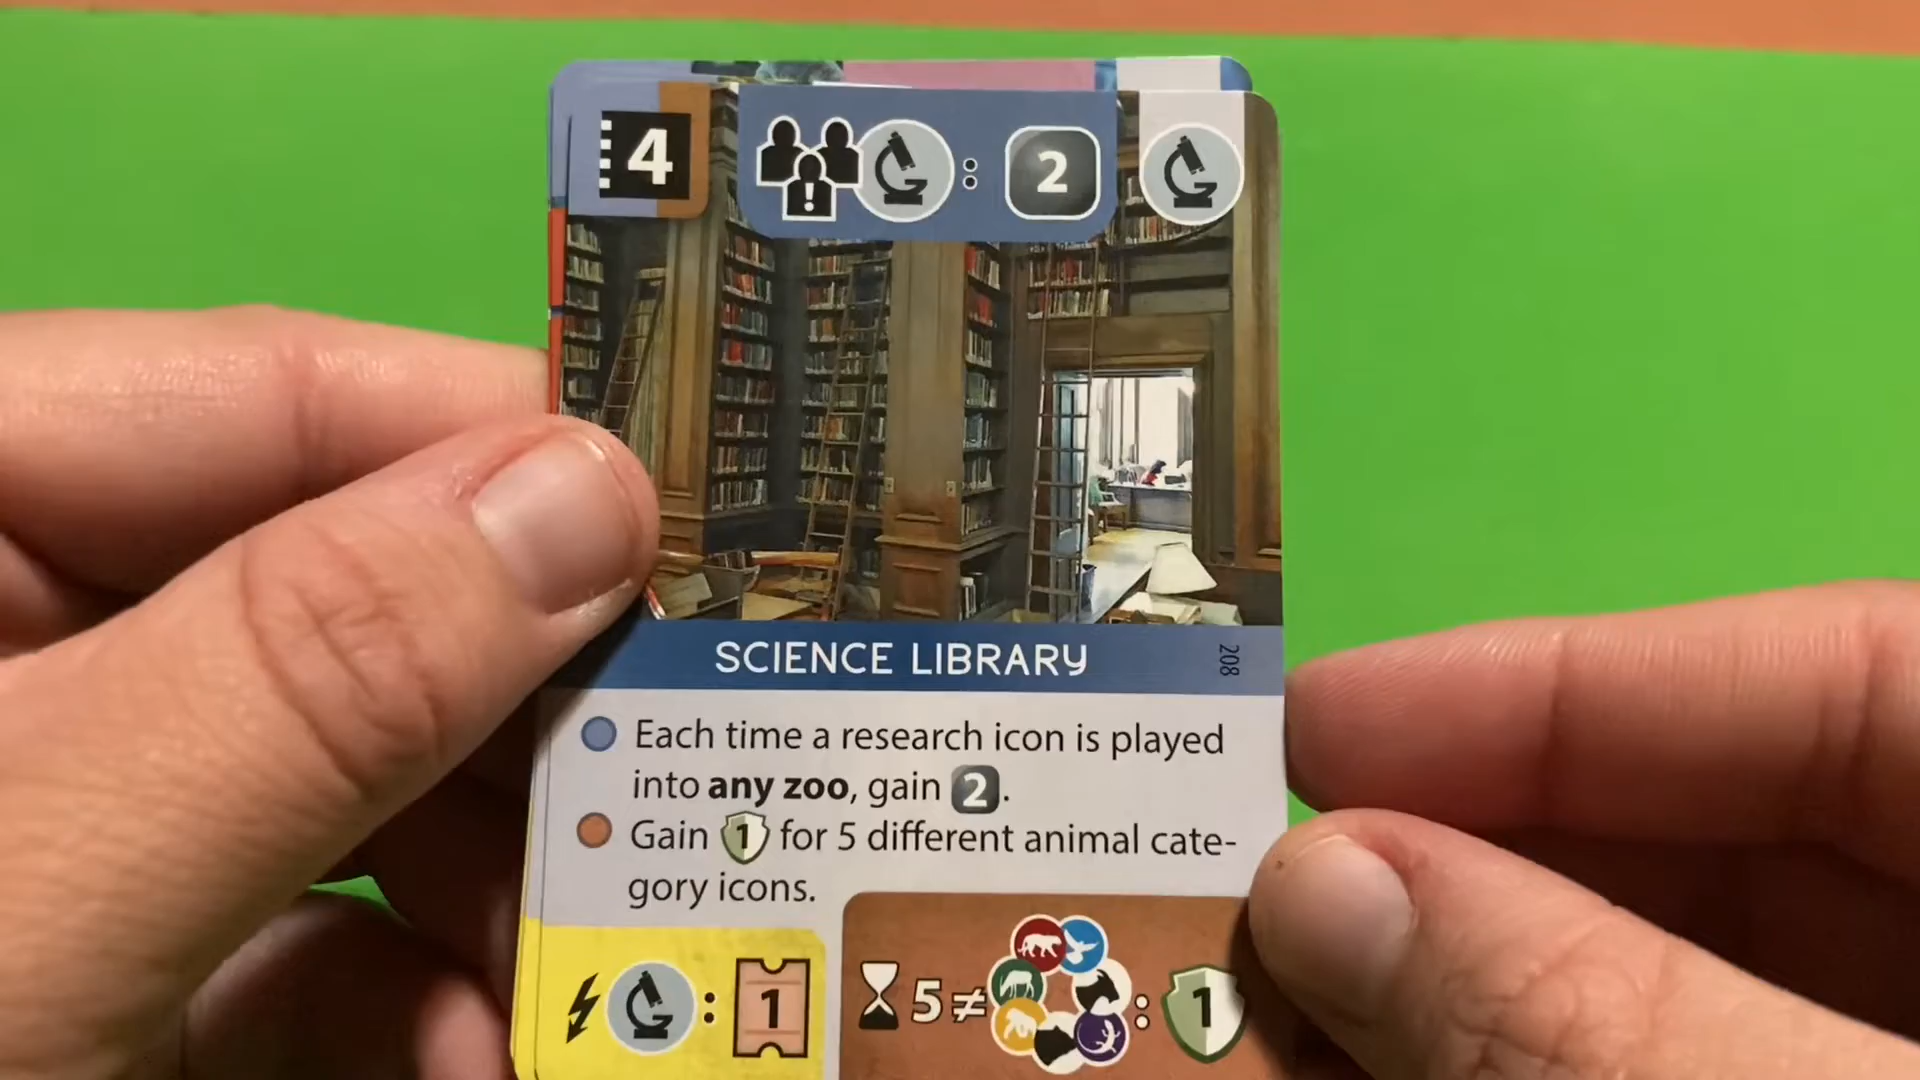 4
! : 2
SCIENCE LIBRARY
208
Each time a research icon is played
into any zoo, gain 2.
Gain 1 for 5 different animal cate-
gory icons.
: 1
5 ≠ : 1